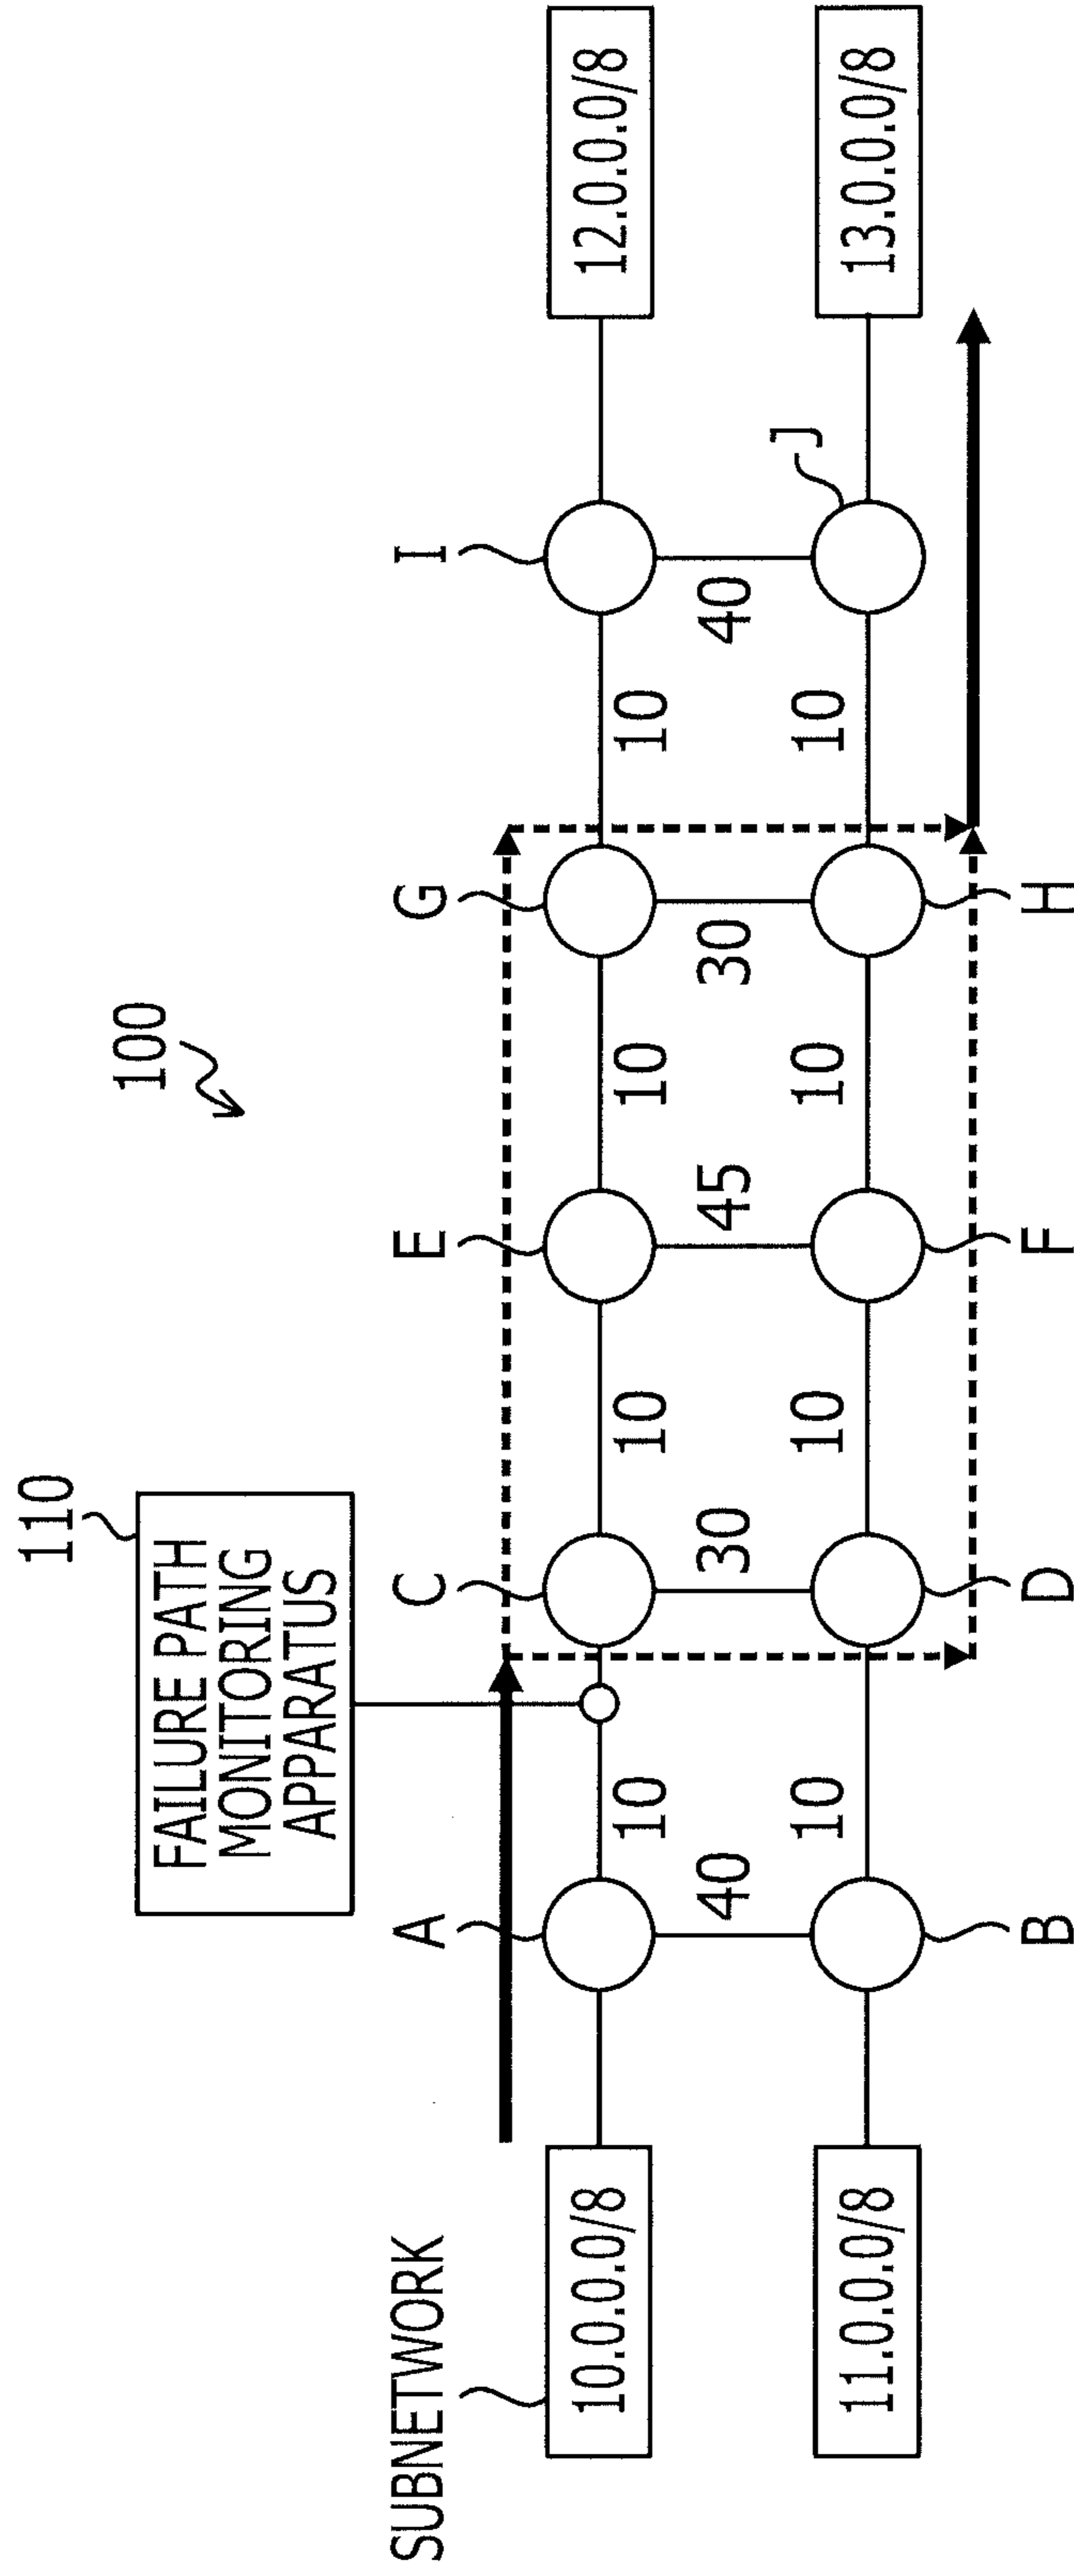 100
110
FAILURE PATH
MONITORING
APPARATUS
SUBNETWORK
A
C
E
G
I
10.0.0.0/8
12.0.0.0/8
10
10
10
10
40
30
45
30
40
J
10
10
10
10
11.0.0.0/8
13.0.0.0/8
B
D
F
H